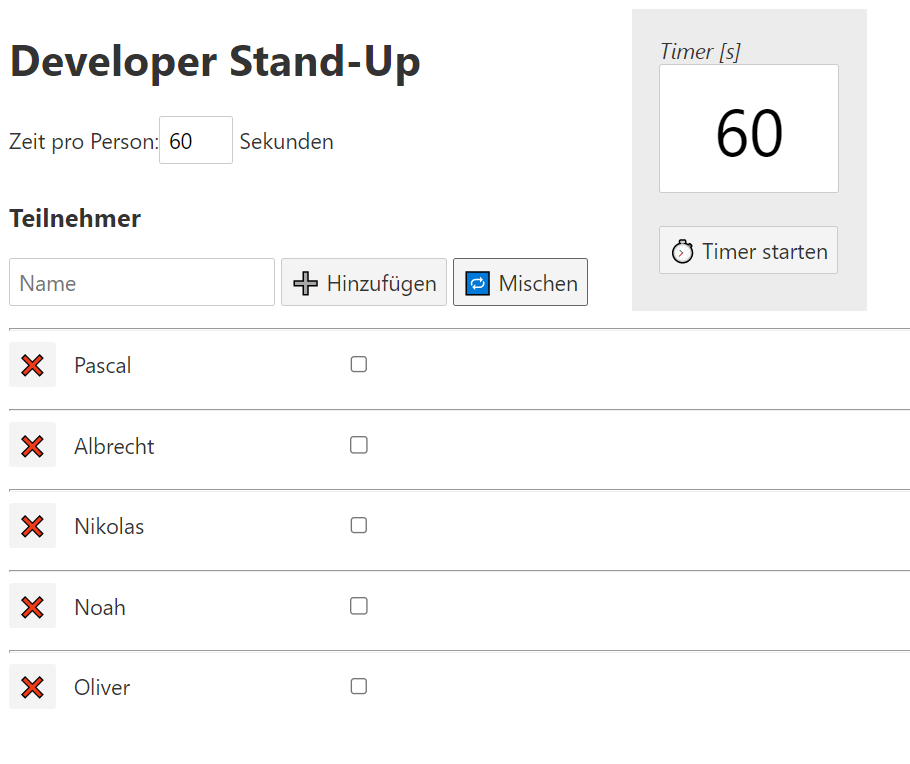 Developer Stand-Up
Zeit pro Person: 60 Sekunden
Timer [s]
60
Timer starten
Teilnehmer
Name Hinzufügen Mischen
Pascal
Albrecht
Nikolas
Noah
Oliver